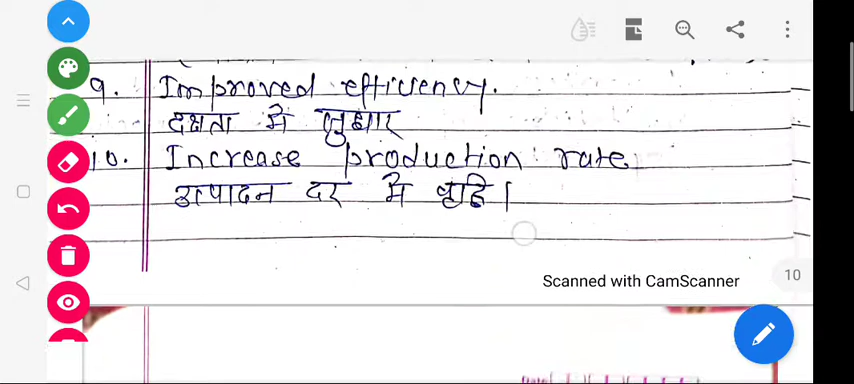 9. Improved efficiency.
दक्षता में सुधार
10. Increase production rate
उत्पादन दर में वृद्धि।
Scanned with CamScanner
10